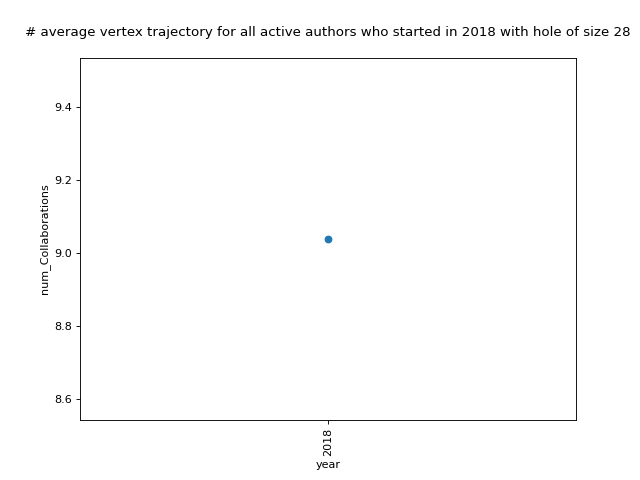 # average vertex trajectory for all active authors who started in 2018 with hole of size 28
9.4
9.2
9.0
8.8
8.6
num_Collaborations
2018
year